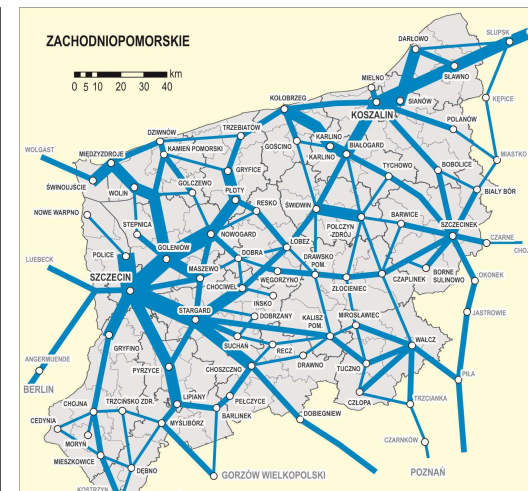 ZACHODNIOPOMORSKIE
0 5 10 20 30 40 km
SŁUPSK
DARŁOWO
SŁAWNO
MIELNO
SIANÓW
KĘPICE
KOŁOBRZEG
KOSZALIN
POLANÓW
TRZEBIATÓW
DZIWNÓW
KARLINO
GOŚCINO
KARLINO
BIAŁOGARD
MIASTKO
WOLGAST
MIĘDZYZDROJE
KAMIEŃ POMORSKI
GRYFICE
TYCHOWO
BOBOLICE
ŚWINOUJŚCIE
WOLIN
GOLCZEWO
PŁOTY
BIAŁY BÓR
NOWE WARPNO
RESKO
ŚWIDWIN
BARWICE
STEPNICA
NOWOGARD
POŁCZYN
-ZDRÓJ
SZCZECINEK
CZARNE
POLICE
GOLENIÓW
DOBRA
ŁOBEZ
DRAWSKO
POM.
CHOJ
LUEBECK
MASZEWO
WĘGORZYNO
CZAPLINEK
BORNE
SULINOWO
OKONEK
SZCZECIN
CHOCIWEL
ZŁOCIENIEC
IŃSKO
STARGARD
DOBRZANY
KALISZ
POM.
MIROSŁAWIEC
JASTROWIE
GRYFINO
SUCHAŃ
RECZ
WAŁCZ
ANGERMUENDE
PYRZYCE
CHOSZCZNO
DRAWNO
TUCZNO
PIŁA
BERLIN
CHOJNA
TRZCIŃSKO ZDR.
LIPIANY
PEŁCZYCE
CZŁOPA
TRZCIANKA
CEDYNIA
BARLINEK
DOBIEGNIEW
MORYŃ
MYŚLIBÓRZ
CZARNKÓW
MIESZKOWICE
DĘBNO
GORZÓW WIELKOPOLSKI
POZNAŃ
KOSTRZYN